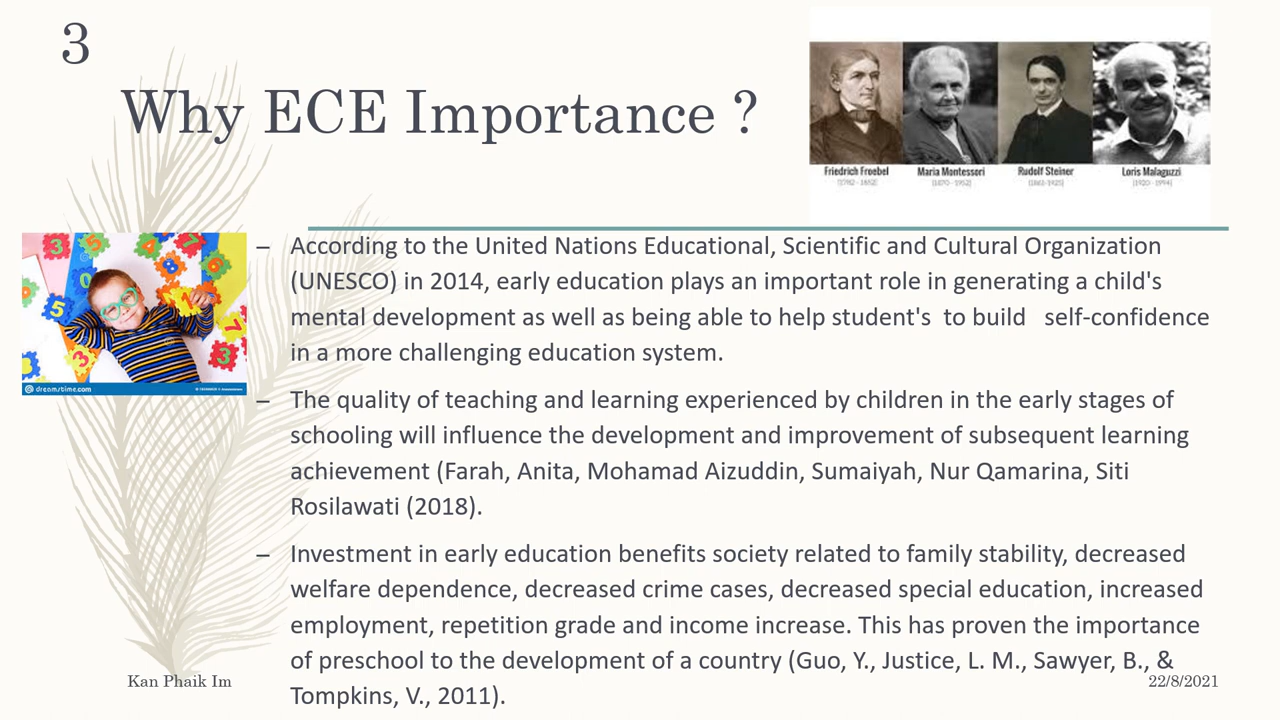 3
Why ECE Importance ?
Friedrich Froebel
Maria Montessori
Rudolf Steiner
Loris Malaguzzi
(1782 - 1852)
(1870 - 1952)
(1861-1925)
(1920 - 1994)
– According to the United Nations Educational, Scientific and Cultural Organization
(UNESCO) in 2014, early education plays an important role in generating a child's
mental development as well as being able to help student's  to build   self-confidence
in a more challenging education system.
– The quality of teaching and learning experienced by children in the early stages of
schooling will influence the development and improvement of subsequent learning
achievement (Farah, Anita, Mohamad Aizuddin, Sumaiyah, Nur Qamarina, Siti
Rosilawati (2018).
– Investment in early education benefits society related to family stability, decreased
welfare dependence, decreased crime cases, decreased special education, increased
employment, repetition grade and income increase. This has proven the importance
of preschool to the development of a country (Guo, Y., Justice, L. M., Sawyer, B., &
Tompkins, V., 2011).
dreamstime.com
Kan Phaik Im
22/8/2021